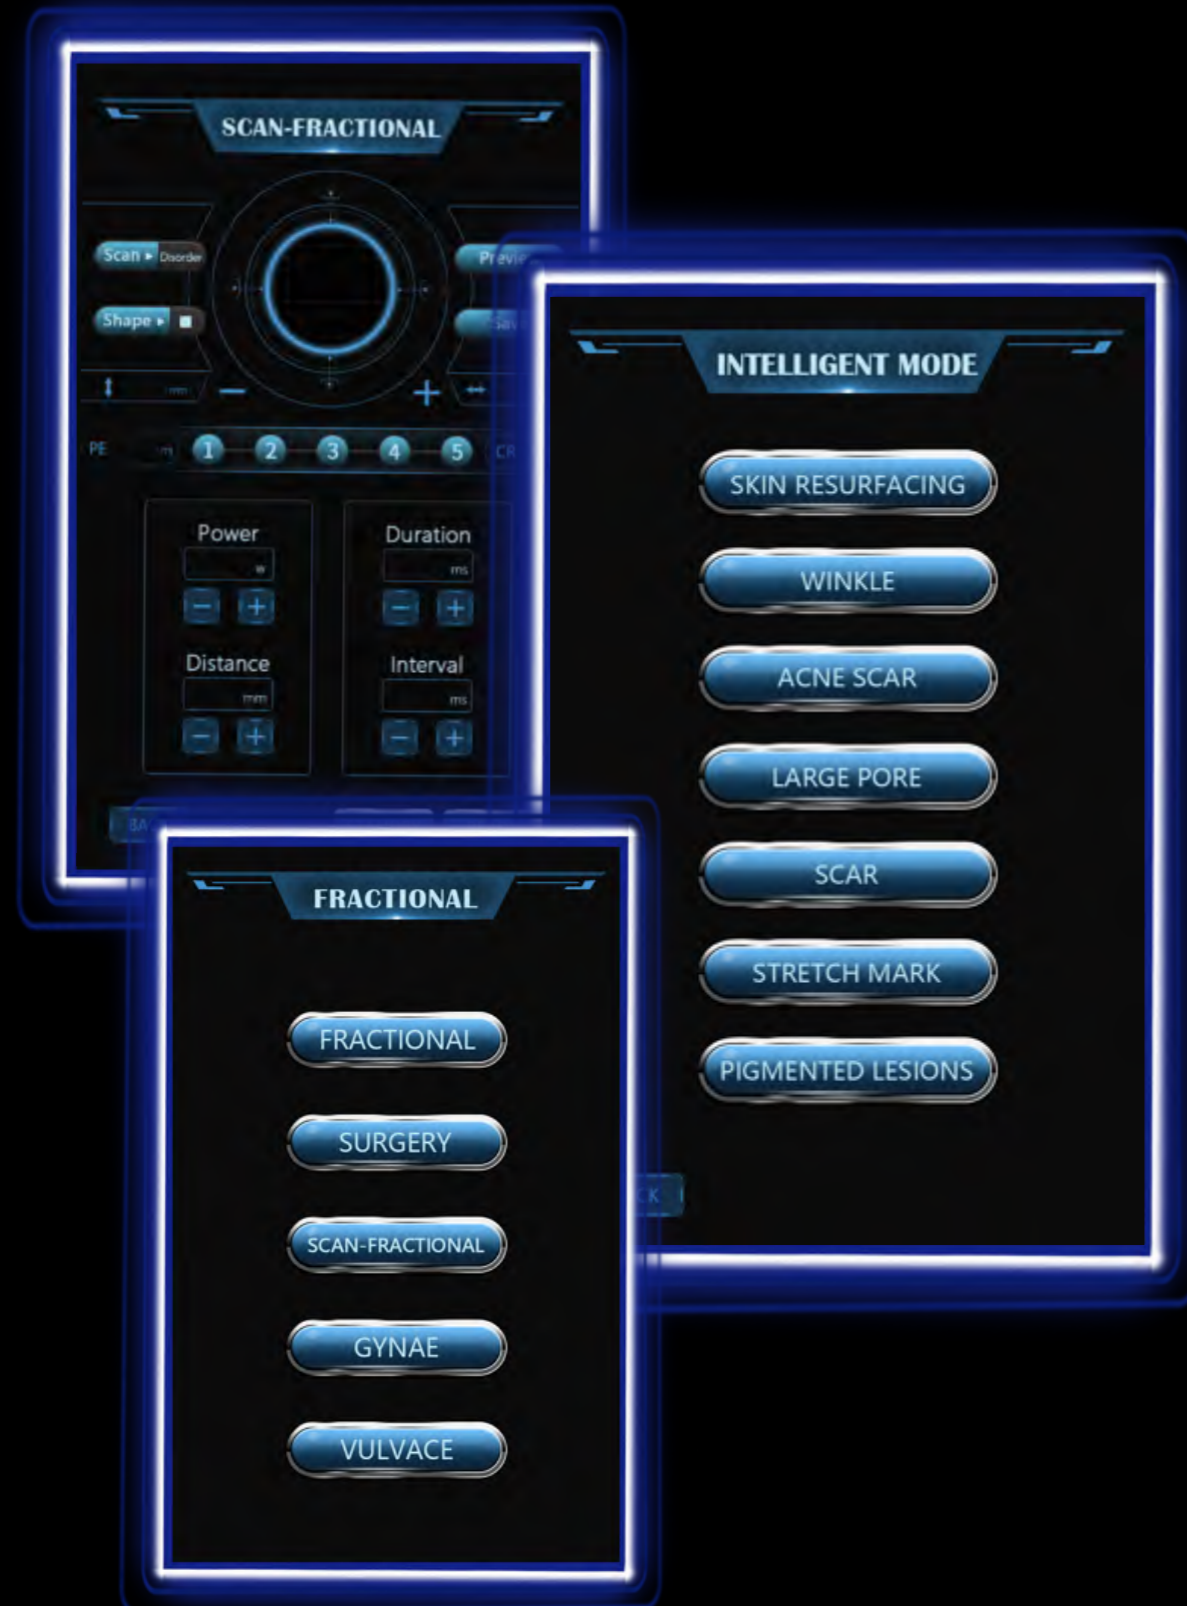 SCAN-FRACTIONAL
Scan Disorder
Shape
mm
PE
1 2 3 4 5
CR
Power
w
Duration
ms
Distance
mm
Interval
ms
INTELLIGENT MODE
SKIN RESURFACING
WINKLE
ACNE SCAR
LARGE PORE
SCAR
STRETCH MARK
PIGMENTED LESIONS
FRACTIONAL
FRACTIONAL
SURGERY
SCAN-FRACTIONAL
GYNAE
VULVACE